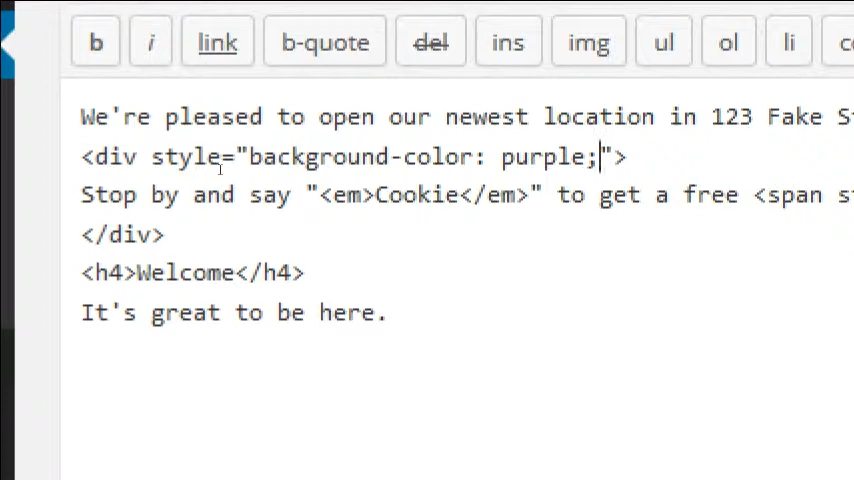 b i link b-quote del ins img ul ol li
We're pleased to open our newest location in 123 Fake
<div style="background-color: purple;">
Stop by and say "<em>Cookie</em>" to get a free <span
</div>
<h4>Welcome</h4>
It's great to be here.